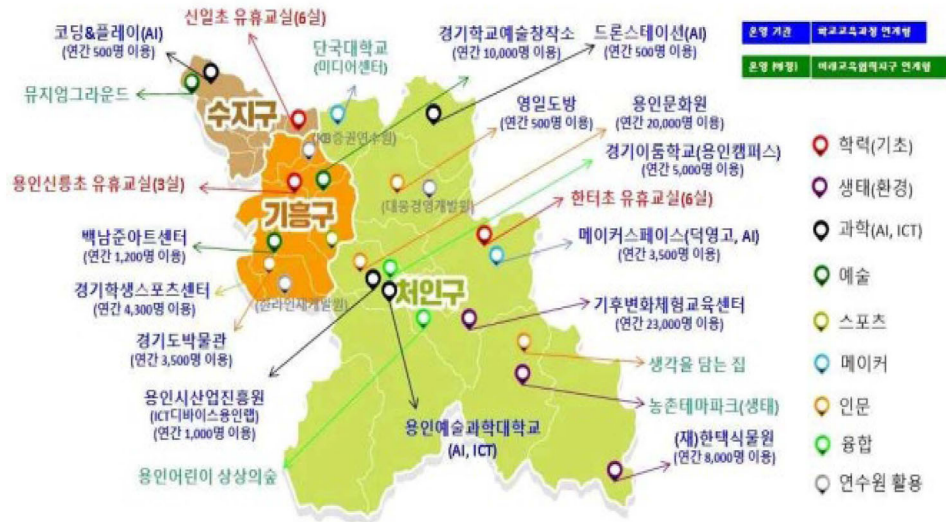 코딩&플레이(AI)
(연간 500명 이용)
신일초 유휴교실(6실)
단국대학교
(미디어센터)
경기학교예술창작소
(연간 10,000명 이용)
드론스테이션(AI)
(연간 500명 이용)
운영 기관
학교교육과정 연계형
운영 (예정)
미래교육협력지구 연계형
뮤지엄그라운드
수지구
KB증권연수원)
영일도방
(연간 500명 이용)
용인문화원
(연간 20,000명 이용)
경기이룸학교(용인캠퍼스)
(연간 5,000명 이용)
학력(기초)
생태(환경)
과학(AI, ICT)
예술
스포츠
메이커
인문
융합
연수원 활용
용인신릉초 유휴교실(3실)
기흥구
(대웅경영개발원)
한터초 유휴교실(6실)
백남준아트센터
(연간 1,200명 이용)
메이커스페이스(덕영고, AI)
(연간 3,500명 이용)
경기학생스포츠센터
(연간 4,300명 이용)
(한라인재개발원)
처인구
기후변화체험교육센터
(연간 23,000명 이용)
경기도박물관
(연간 3,500명 이용)
생각을 담는 집
용인시산업진흥원
(ICT디바이스용인랩)
(연간 1,000명 이용)
농촌테마파크(생태)
용인예술과학대학교
(AI, ICT)
(재)한택식물원
(연간 8,000명 이용)
용인어린이 상상의숲